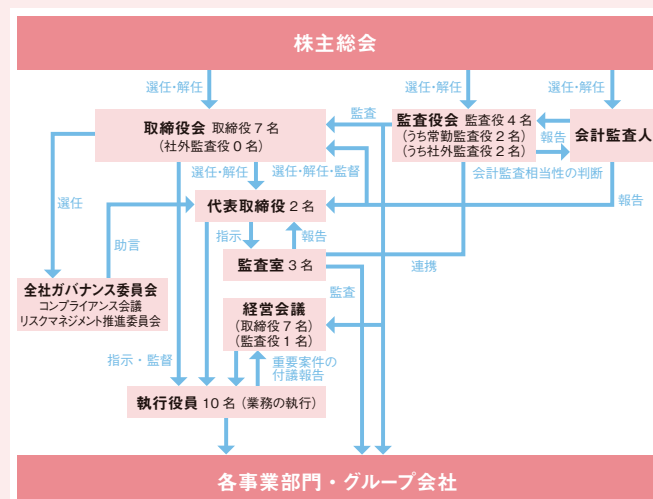 株主総会
選任・解任
選任・解任
選任・解任
取締役会 取締役7名
(社外監査役0名)
監査
監査役会 監査役4名
(うち常勤監査役2名)
(うち社外監査役2名)
報告
会計監査人
選任・解任
選任・解任・監督
会計監査相当性の判断
選任
代表取締役2名
報告
助言
指示
報告
監査室3名
連携
全社ガバナンス委員会
コンプライアンス会議
リスクマネジメント推進委員会
監査
経営会議
(取締役7名)
(監査役1名)
指示・監督
重要案件の
付議報告
執行役員10名(業務の執行)
各事業部門・グループ会社